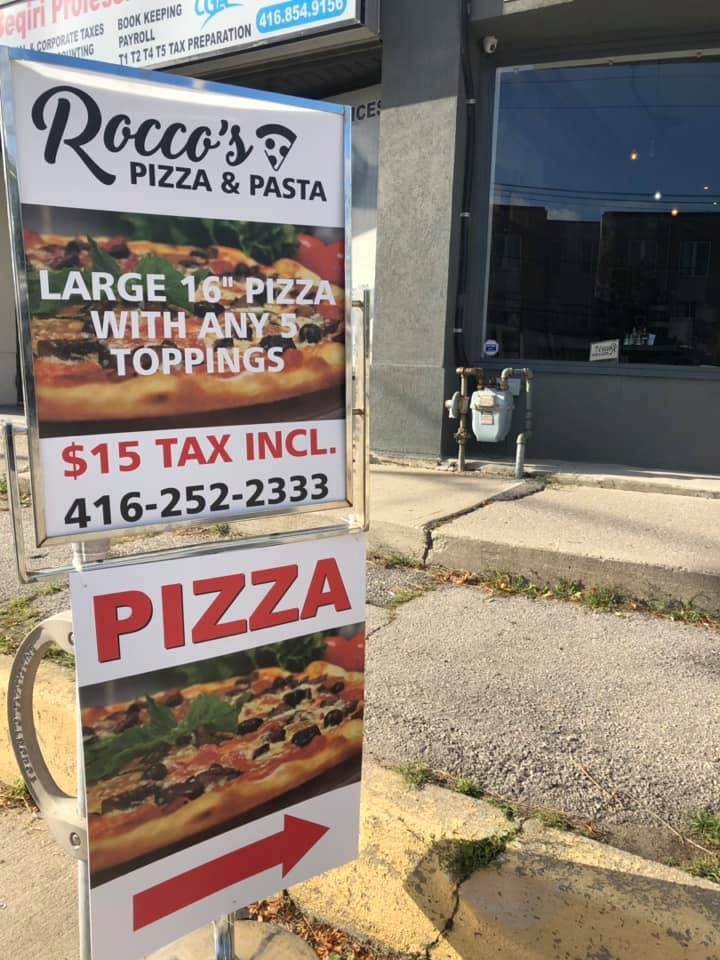 Beqiri
CORPORATE TAXES
BOOK KEEPING
PAYROLL
T1 T2 T4 T5 TAX PREPARATION
416.854.9156
Rocco's
PIZZA & PASTA
LARGE 16" PIZZA
WITH ANY 5
TOPPINGS
$15 TAX INCL.
416-252-2333
PIZZA